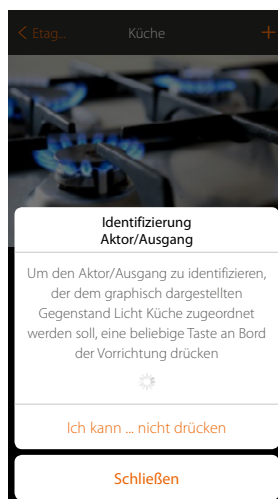 Etag...
Küche
+
Identifizierung
Aktor/Ausgang
Um den Aktor/Ausgang zu identifizieren,
der dem graphisch dargestellten
Gegenstand Licht Küche zugeordnet
werden soll, eine beliebige Taste an Bord
der Vorrichtung drücken
Ich kann ... nicht drücken
Schließen